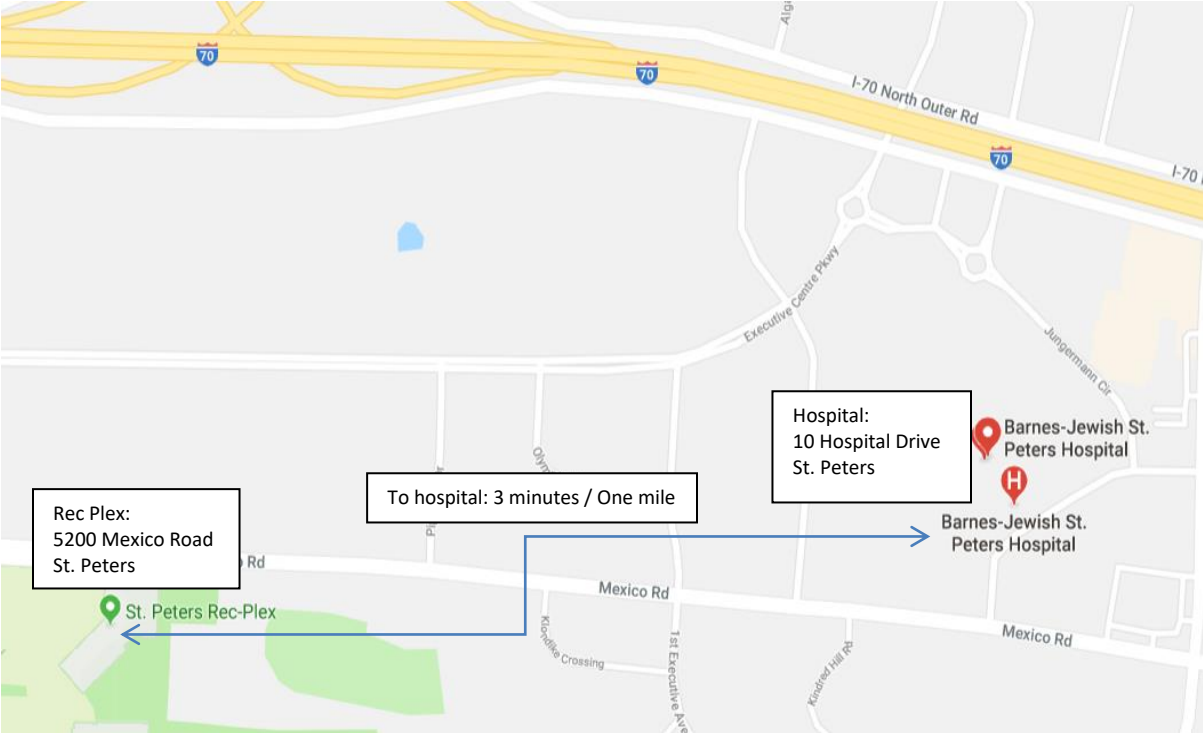 70
Alg
70
I-70 North Outer Rd
70
I-70
Executive Centre Pkwy
Jungermann Cir
Hospital:
10 Hospital Drive
St. Peters
Barnes-Jewish St.
Peters Hospital
H
Barnes-Jewish St.
Peters Hospital
To hospital: 3 minutes / One mile
Olym
Rec Plex:
5200 Mexico Road
St. Peters
Rd
St. Peters Rec-Plex
Mexico Rd
Mexico Rd
Klondike Crossing
1st Executive Ave
Kindred Hill Rd